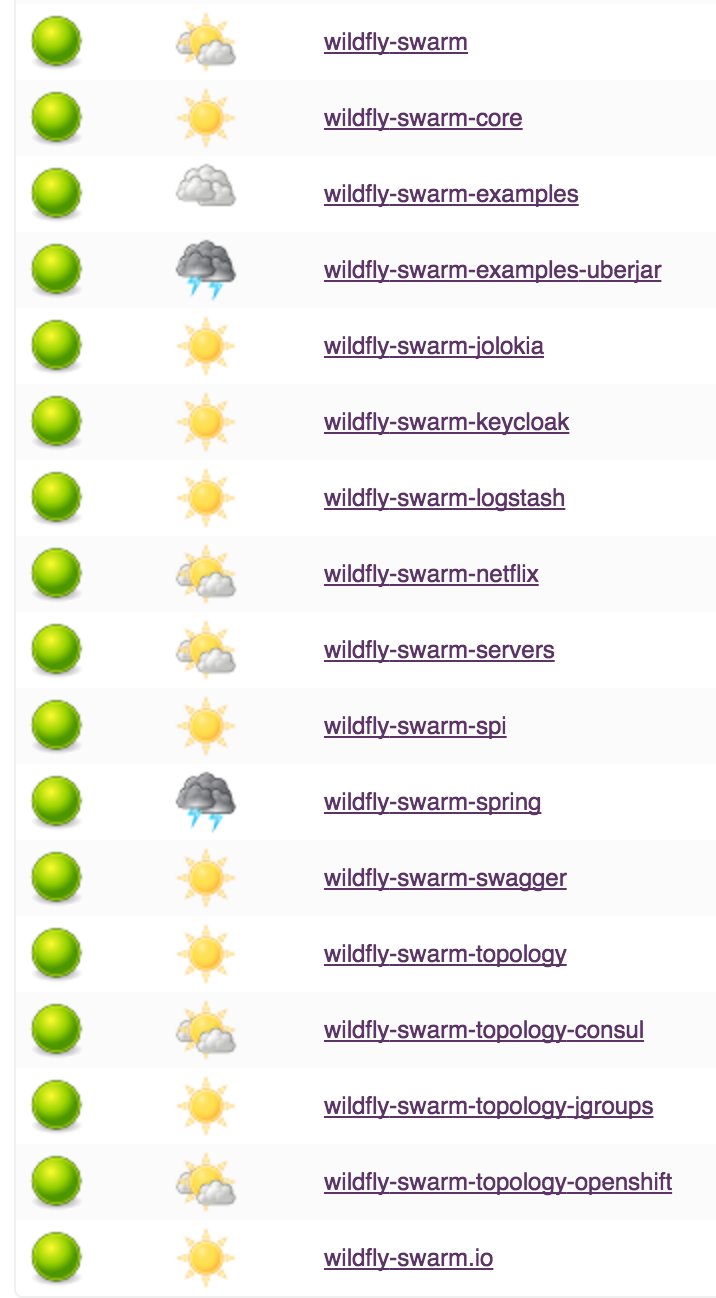 wildfly-swarm
wildfly-swarm-core
wildfly-swarm-examples
wildfly-swarm-examples-uberjar
wildfly-swarm-jolokia
wildfly-swarm-keycloak
wildfly-swarm-logstash
wildfly-swarm-netflix
wildfly-swarm-servers
wildfly-swarm-spi
wildfly-swarm-spring
wildfly-swarm-swagger
wildfly-swarm-topology
wildfly-swarm-topology-consul
wildfly-swarm-topology-jgroups
wildfly-swarm-topology-openshift
wildfly-swarm.io